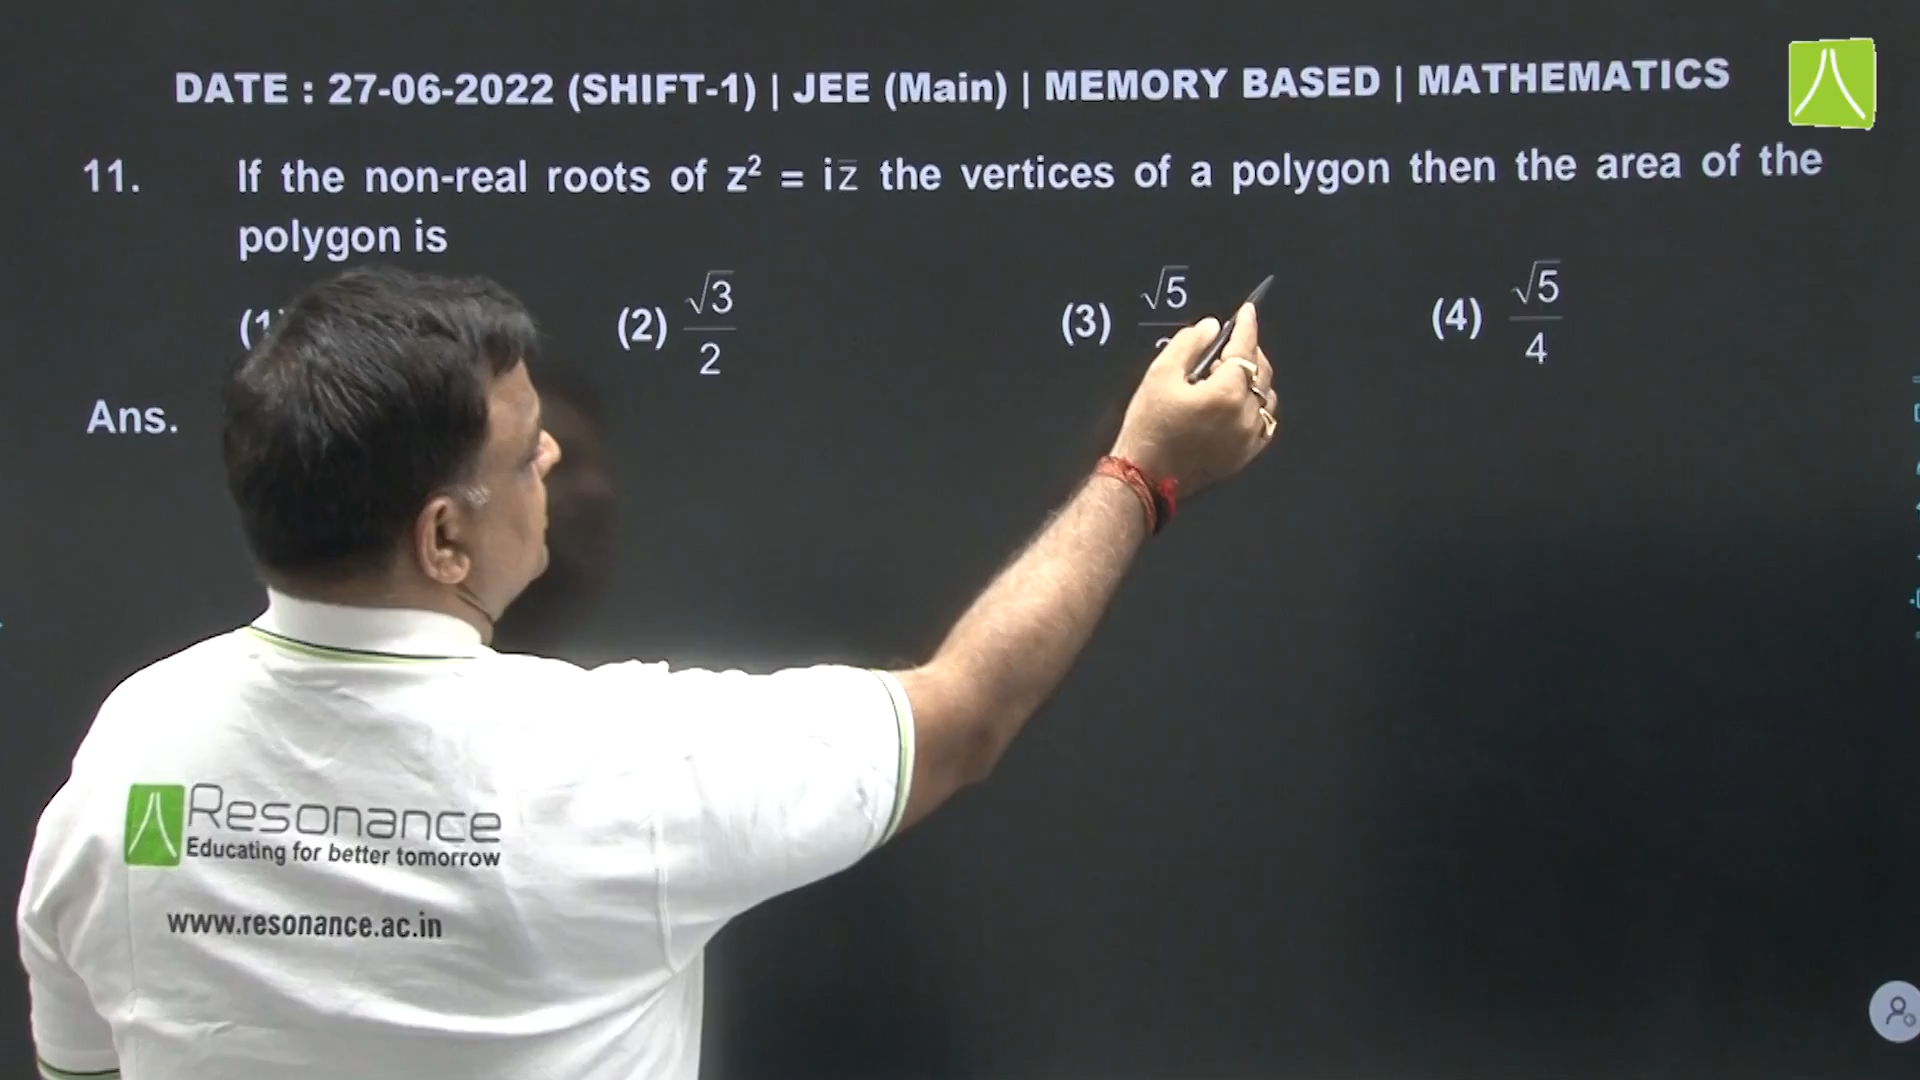 DATE : 27-06-2022 (SHIFT-1) | JEE (Main) | MEMORY BASED | MATHEMATICS
11. If the non-real roots of z² = iz̅ the vertices of a polygon then the area of the
polygon is
(1) (2) √3/2 (3) √5/ (4) √5/4
Ans.
Resonance
Educating for better tomorrow
www.resonance.ac.in